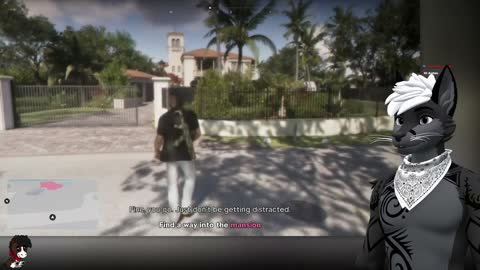 Fine, you go. Just don't be getting distracted.
Find a way into the mansion